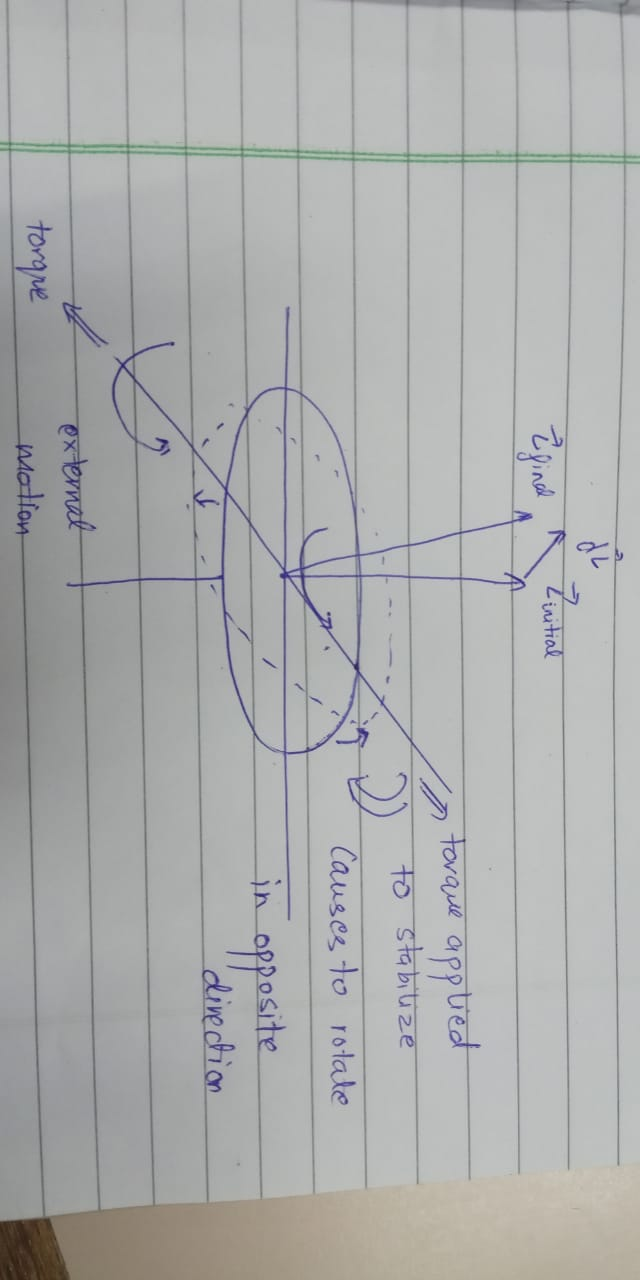 dL⃗
L⃗final
L⃗initial
torque applied
to stabilize
Causes to rotate
in opposite
direction
external
motion
torque